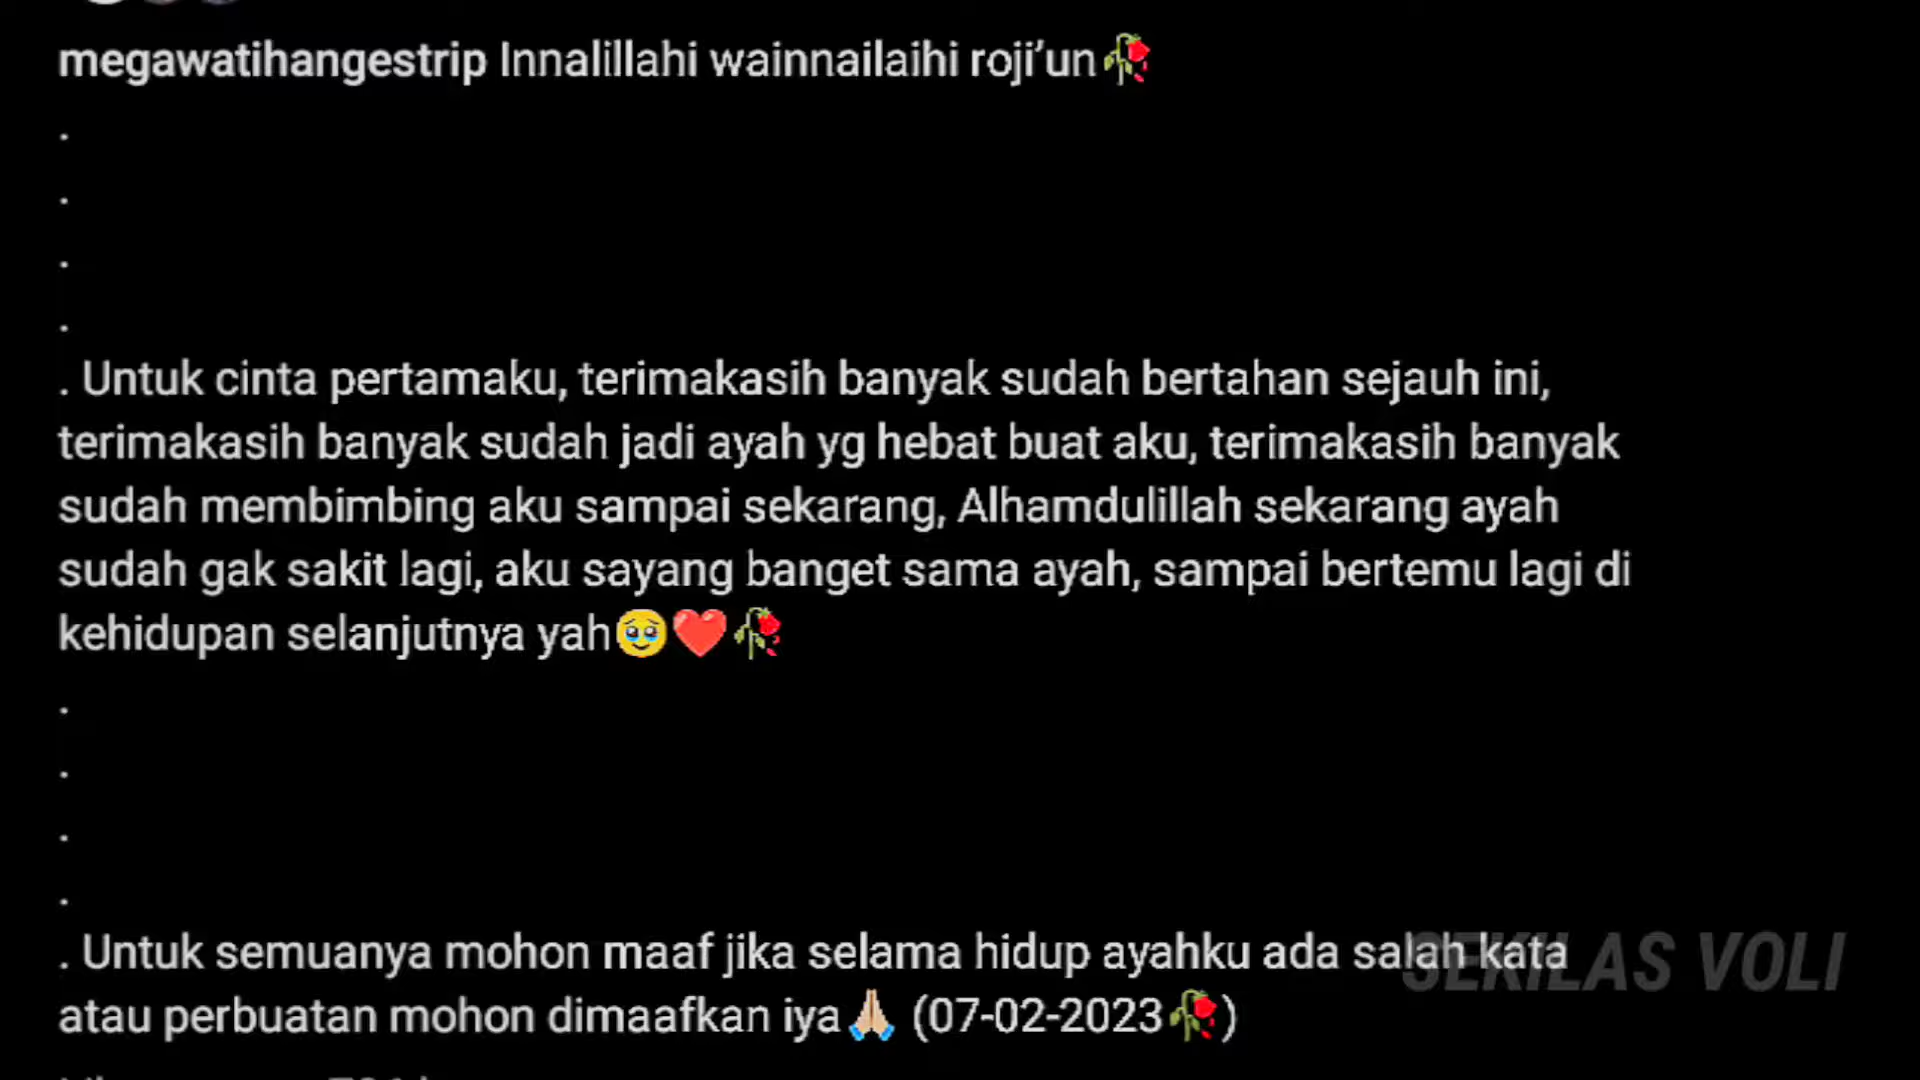 megawatihangestrip Innalillahi wainnailaihi roji’un🥀
.
.
.
.
. Untuk cinta pertamaku, terimakasih banyak sudah bertahan sejauh ini,
terimakasih banyak sudah jadi ayah yg hebat buat aku, terimakasih banyak
sudah membimbing aku sampai sekarang, Alhamdulillah sekarang ayah
sudah gak sakit lagi, aku sayang banget sama ayah, sampai bertemu lagi di
kehidupan selanjutnya yah🥹❤️🥀
.
.
.
.
. Untuk semuanya mohon maaf jika selama hidup ayahku ada salah kata
atau perbuatan mohon dimaafkan iya🙏🏼 (07-02-2023🥀)
SEKILAS VOLI